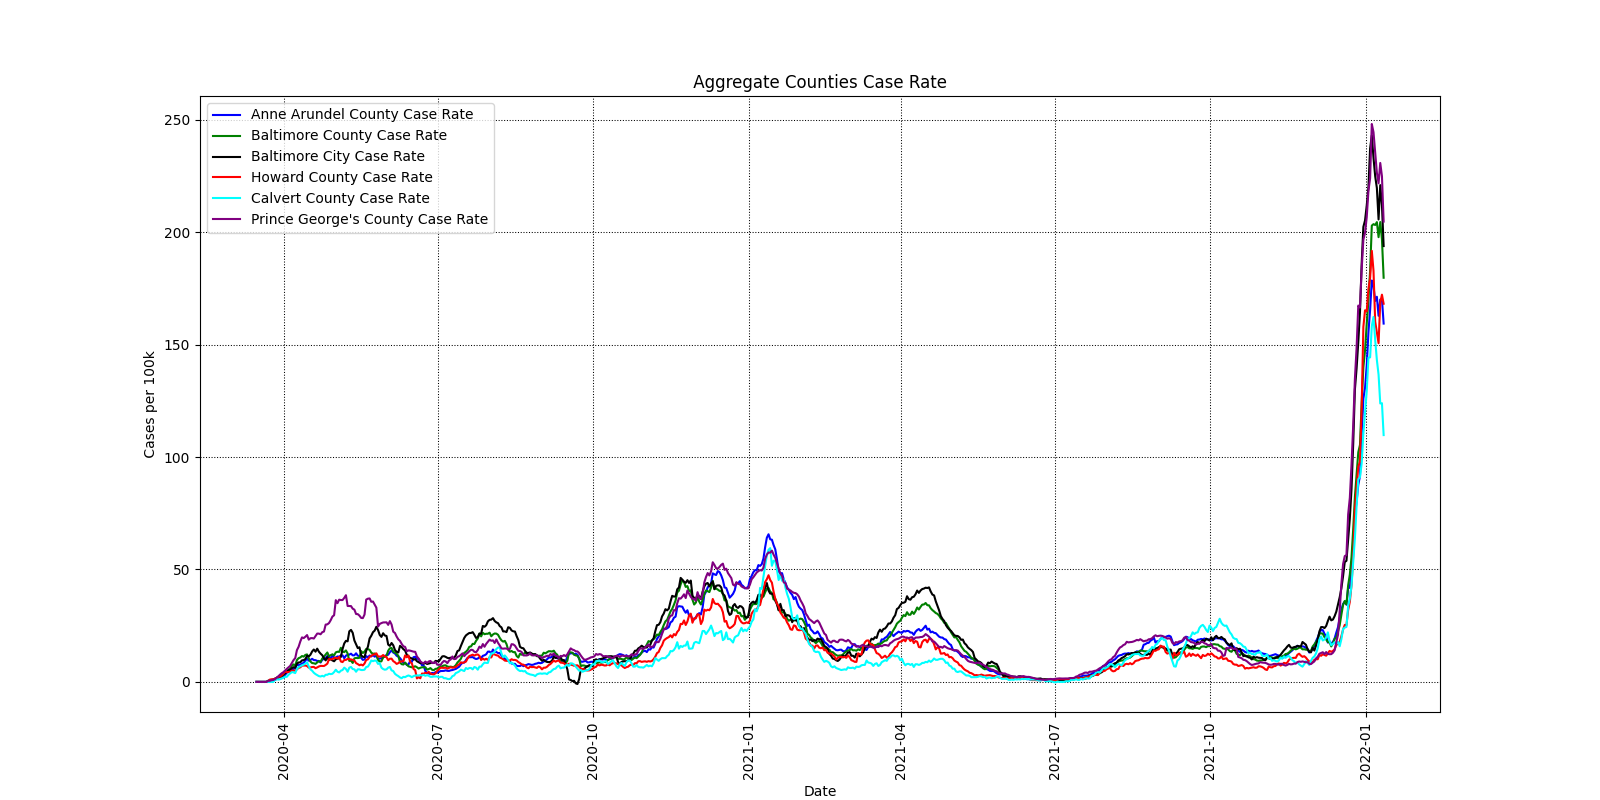 Aggregate Counties Case Rate
Anne Arundel County Case Rate
Baltimore County Case Rate
Baltimore City Case Rate
Howard County Case Rate
Calvert County Case Rate
Prince George's County Case Rate
250
200
150
100
50
0
Cases per 100k
2020-04
2020-07
2020-10
2021-01
2021-04
2021-07
2021-10
2022-01
Date